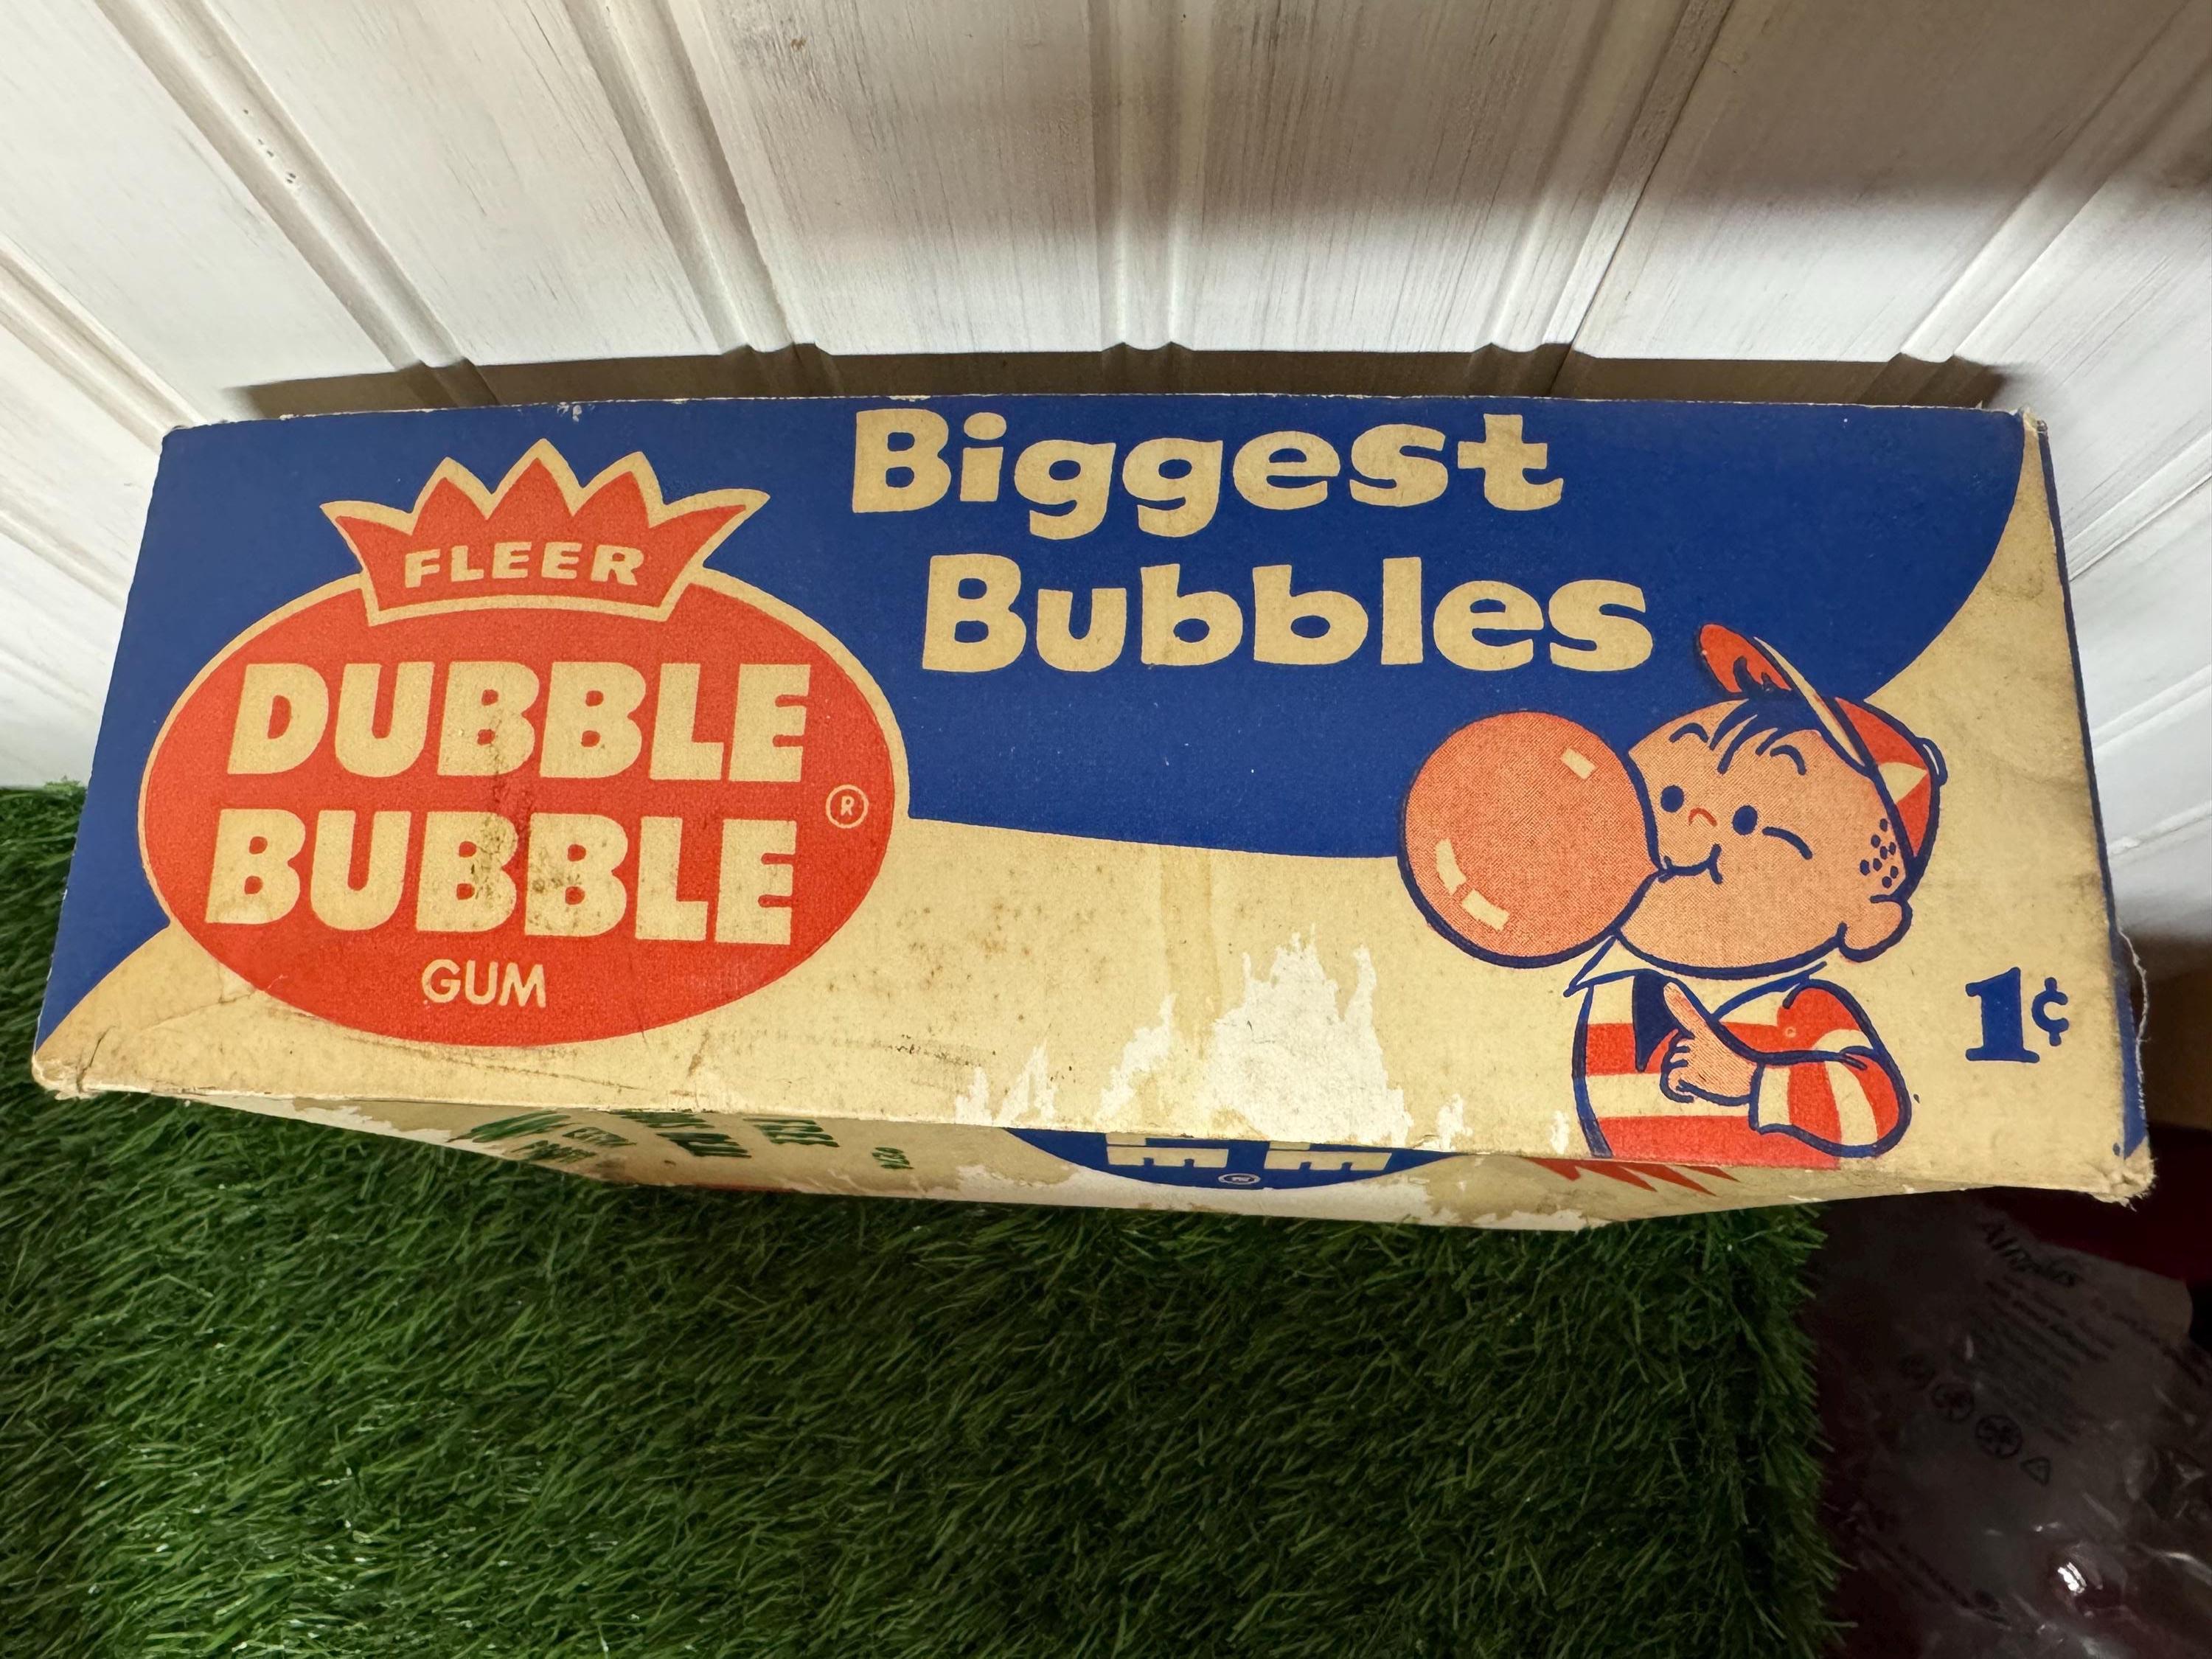 FLEER
DUBBLE
BUBBLE
®
GUM
Biggest
Bubbles
1¢